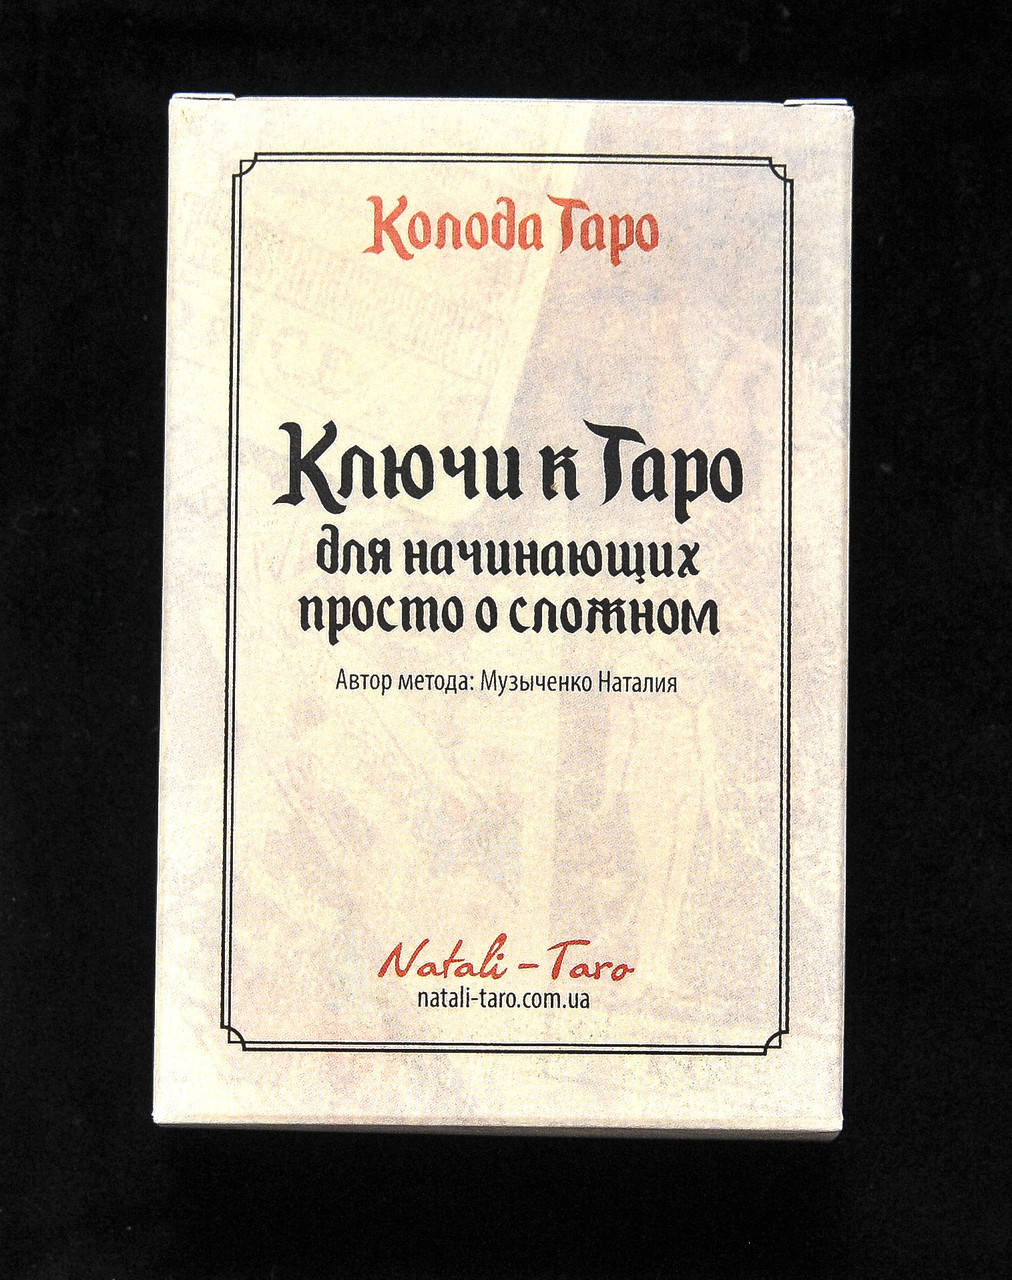 Колода Таро
Ключи к Таро
для начинающих
просто о сложном
Автор метода: Музыченко Наталия
Natali - Taro
natali-taro.com.ua